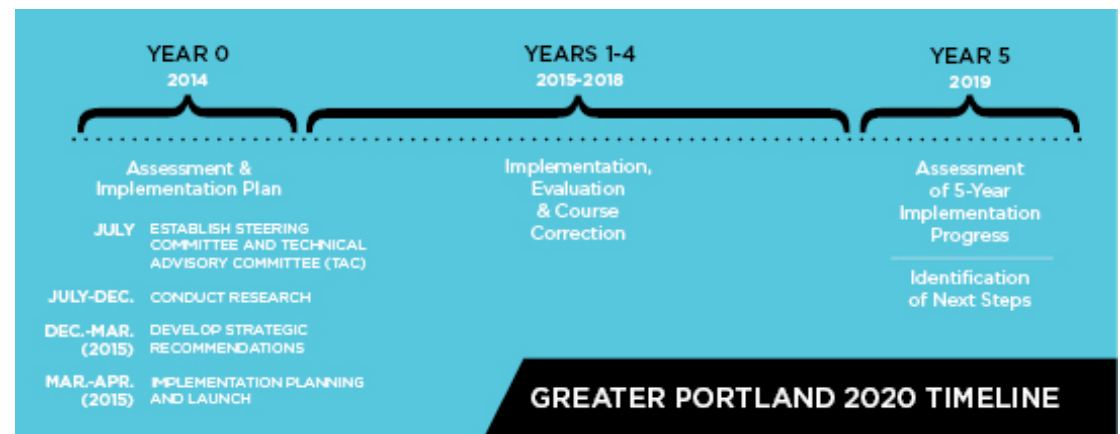 YEAR 0
2014
Assessment &
Implementation Plan
JULY ESTABLISH STEERING
COMMITTEE AND TECHNICAL
ADVISORY COMMITTEE (TAC)
JULY-DEC. CONDUCT RESEARCH
DEC.-MAR. DEVELOP STRATEGIC
(2015) RECOMMENDATIONS
MAR.-APR. IMPLEMENTATION PLANNING
(2015) AND LAUNCH
YEARS 1-4
2015-2018
Implementation,
Evaluation
& Course
Correction
YEAR 5
2019
Assessment
of 5-Year
Implementation
Progress
Identification
of Next Steps
GREATER PORTLAND 2020 TIMELINE